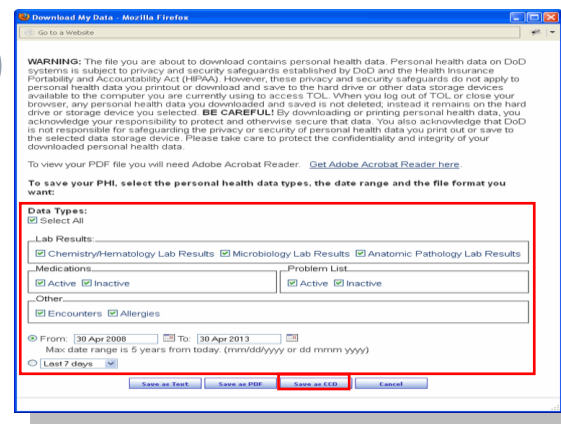 Download My Data - Mozilla Firefox
Go to a Website
WARNING: The file you are about to download contains personal health data. Personal health data on DoD
systems is subject to privacy and security safeguards established by DoD and the Health Insurance
Portability and Accountability Act (HIPAA). However, these privacy and security safeguards do not apply to
personal health data you printout or download and save to the hard drive or other data storage devices
available to the computer you are currently using to access TOL. When you log out of TOL or close your
browser, any personal health data you downloaded and saved is not deleted; instead it remains on the hard
drive or storage device you selected. BE CAREFUL! By downloading or printing personal health data, you
acknowledge your responsibility to protect and otherwise secure that data. You also acknowledge that DoD
is not responsible for safeguarding the privacy or security of personal health data you print out or save to
the selected data storage device. Please take care to protect the confidentiality and integrity of your
downloaded personal health data.
To view your PDF file you will need Adobe Acrobat Reader. Get Adobe Acrobat Reader here.
To save your PHI, select the personal health data types, the date range and the file format you
want:
Data Types:
Select All
Lab Results:
Chemistry/Hematology Lab Results Microbiology Lab Results Anatomic Pathology Lab Results
Medications Problem List
Active Inactive Active Inactive
Other
Encounters Allergies
From: 30 Apr 2008 To: 30 Apr 2013
Max date range is 5 years from today. (mm/dd/yyyy or dd mmm yyyy)
Last 7 days
Save as Text Save as PDF Save as CCD Cancel